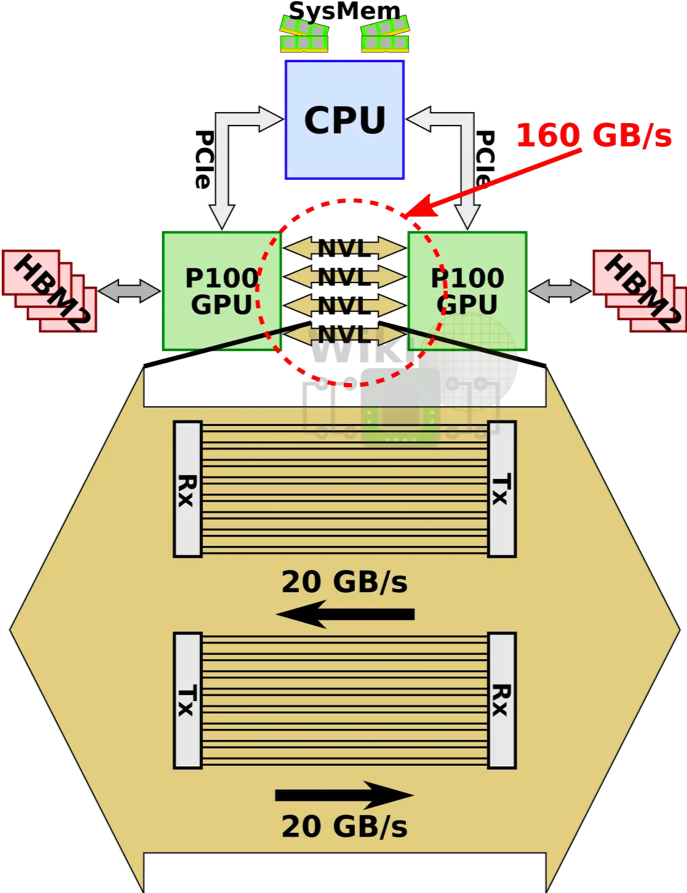 SysMem
CPU
160 GB/s
PCIe
PCIe
P100
GPU
NVL
NVL
NVL
NVL
P100
GPU
HBM2
HBM2
Wiki
Rx
Tx
20 GB/s
Tx
Rx
20 GB/s